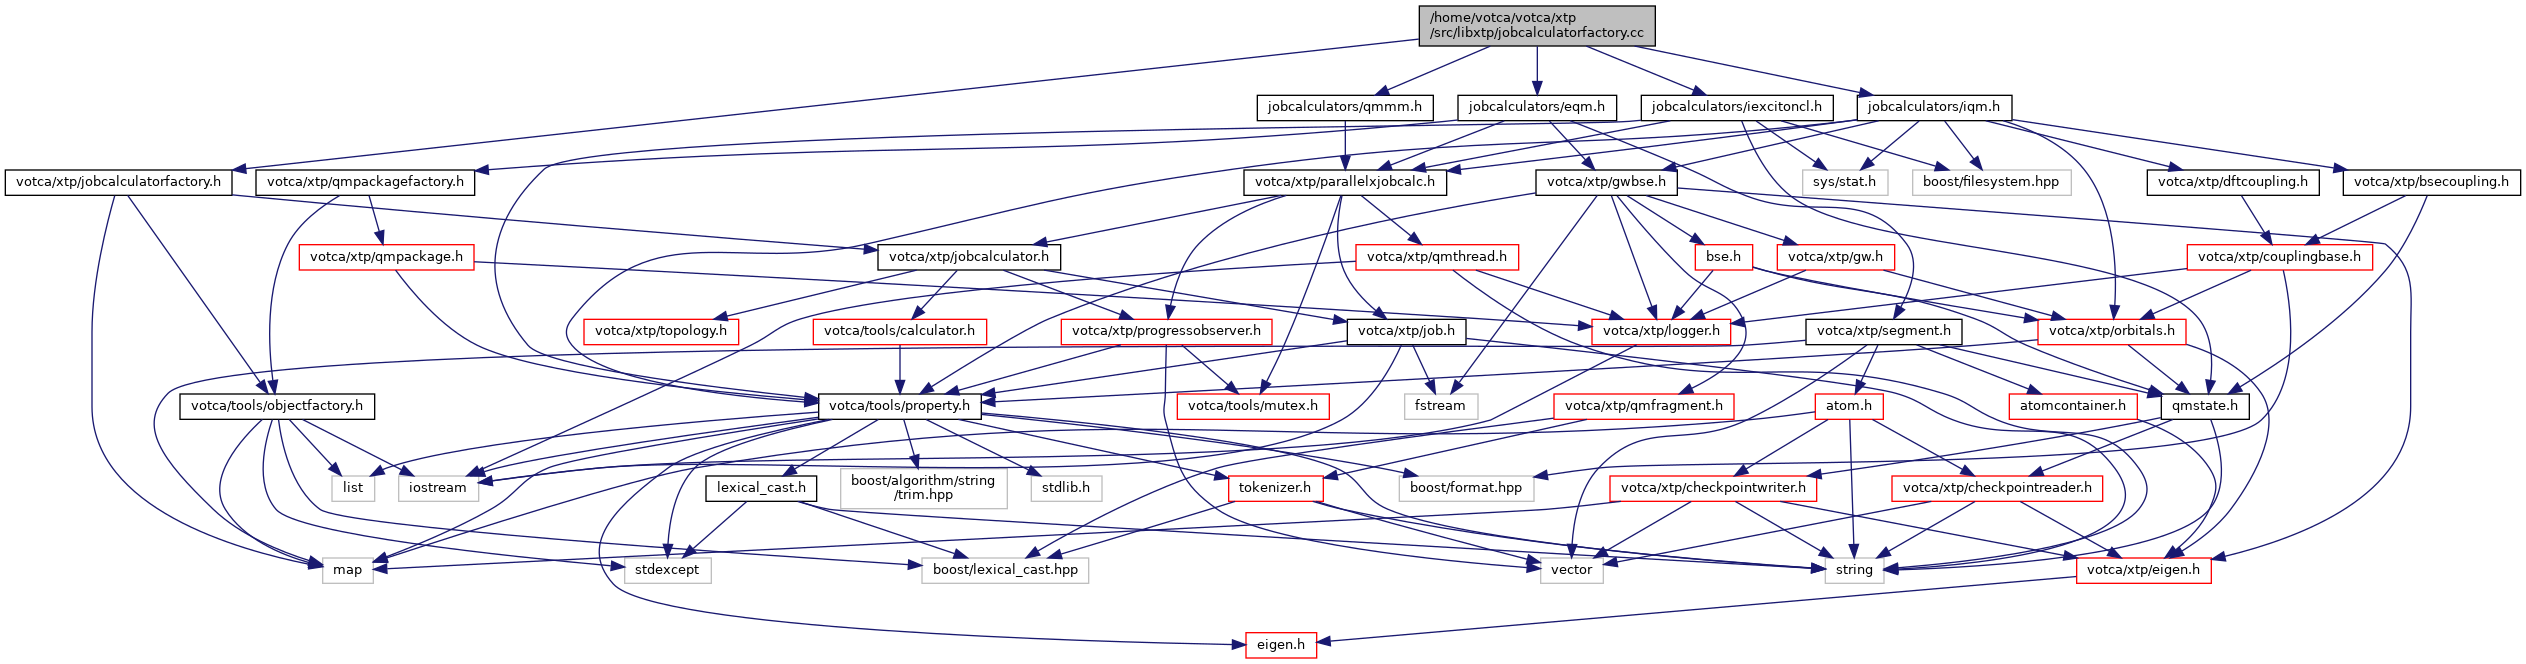 /home/votca/votca/xtp
/src/libxtp/jobcalculatorfactory.cc
jobcalculators/qmmm.h
jobcalculators/eqm.h
jobcalculators/iexcitoncl.h
jobcalculators/iqm.h
votca/xtp/jobcalculatorfactory.h
votca/xtp/qmpackagefactory.h
votca/xtp/parallelxjobcalc.h
votca/xtp/gwbse.h
sys/stat.h
boost/filesystem.hpp
votca/xtp/dftcoupling.h
votca/xtp/bsecoupling.h
votca/xtp/qmpackage.h
votca/xtp/jobcalculator.h
votca/xtp/qmthread.h
bse.h
votca/xtp/gw.h
votca/xtp/couplingbase.h
votca/xtp/topology.h
votca/tools/calculator.h
votca/xtp/progressobserver.h
votca/xtp/job.h
votca/xtp/logger.h
votca/xtp/segment.h
votca/xtp/orbitals.h
votca/tools/objectfactory.h
votca/tools/property.h
votca/tools/mutex.h
fstream
votca/xtp/qmfragment.h
atom.h
atomcontainer.h
qmstate.h
list
iostream
lexical_cast.h
boost/algorithm/string
/trim.hpp
stdlib.h
tokenizer.h
boost/format.hpp
votca/xtp/checkpointwriter.h
votca/xtp/checkpointreader.h
map
stdexcept
boost/lexical_cast.hpp
vector
string
votca/xtp/eigen.h
eigen.h